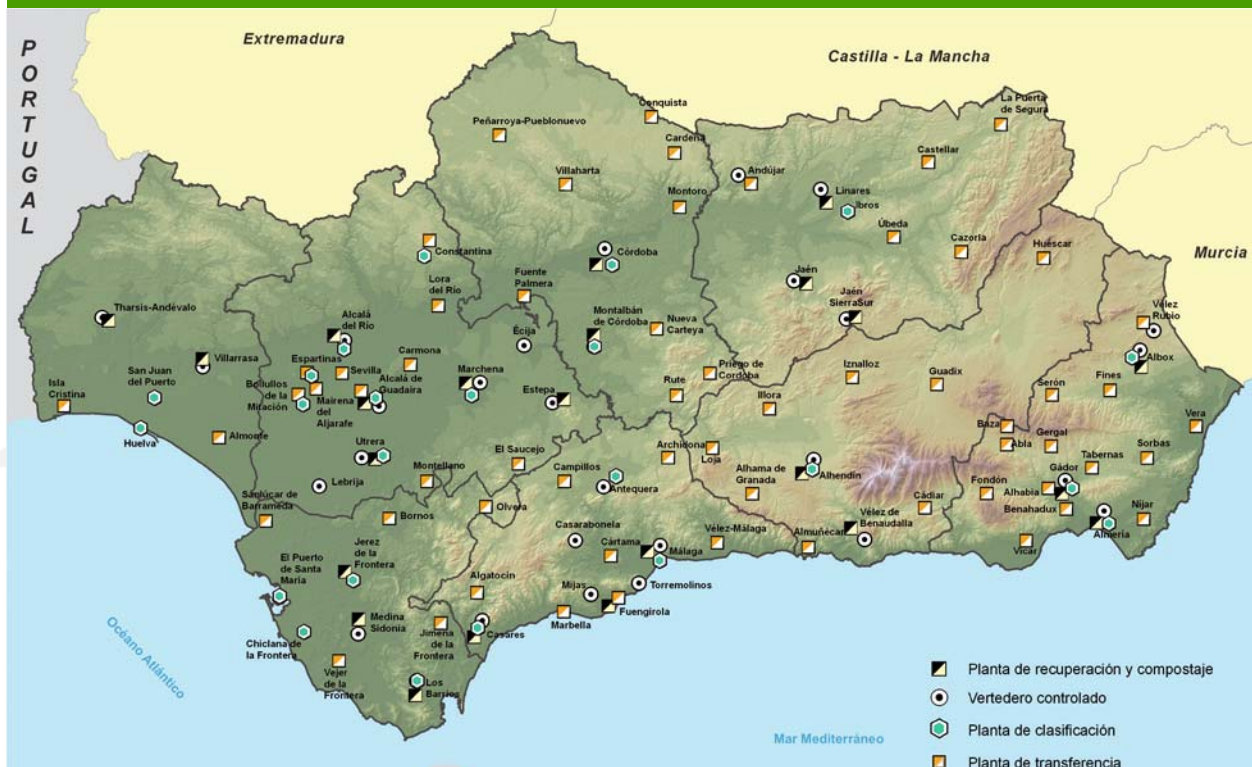 PORTUGAL
Extremadura
Castilla - La Mancha
Murcia
Conquista
La Puerta
de Segura
Peñarroya-Pueblonuevo
Cardeña
Castellar
Villaharta
Andújar
Linares
Montoro
Ibros
Úbeda
Cazorla
Huéscar
Constantina
Córdoba
Jaén
Fuente
Palmera
Lora
del Río
Jaén
SierraSur
Vélez
Rubio
Tharsis-Andévalo
Alcalá
del Río
Montalbán
de Córdoba
Nueva
Carteya
Écija
Albox
Villarrasa
Espartinas
Sevilla
Carmona
Marchena
Priego de
Cordoba
Iznalloz
Guadix
Serón
Fines
San Juan
del Puerto
Isla
Cristina
Bollullos
de la
Mitación
Mairena
del
Aljarafe
Alcalá de
Guadaira
Estepa
Rute
Illora
Vera
Huelva
Almonte
Utrera
El Saucejo
Archidona
Loja
Baza
Abla
Gergal
Sorbas
Tabernas
Lebrija
Montellano
Campillos
Antequera
Alhama de
Granada
Alhendín
Fondón
Gádor
Alhabia
Benahadux
Sanlúcar de
Barrameda
Bornos
Olvera
Cádiar
Níjar
Casarabonela
Vélez-Málaga
Almuñécar
Vélez de
Benaudalla
Vícar
Almería
El Puerto
de Santa
María
Jerez de
la Frontera
Cártama
Málaga
Algatocín
Mijas
Torremolinos
Fuengirola
Marbella
Medina
Sidonia
Jimena
de la
Frontera
Casares
Chiclana de
la Frontera
Vejer
de la
Frontera
Los
Barrios
Océano Atlántico
Mar Mediterráneo
Planta de recuperación y compostaje
Vertedero controlado
Planta de clasificación
Planta de transferencia